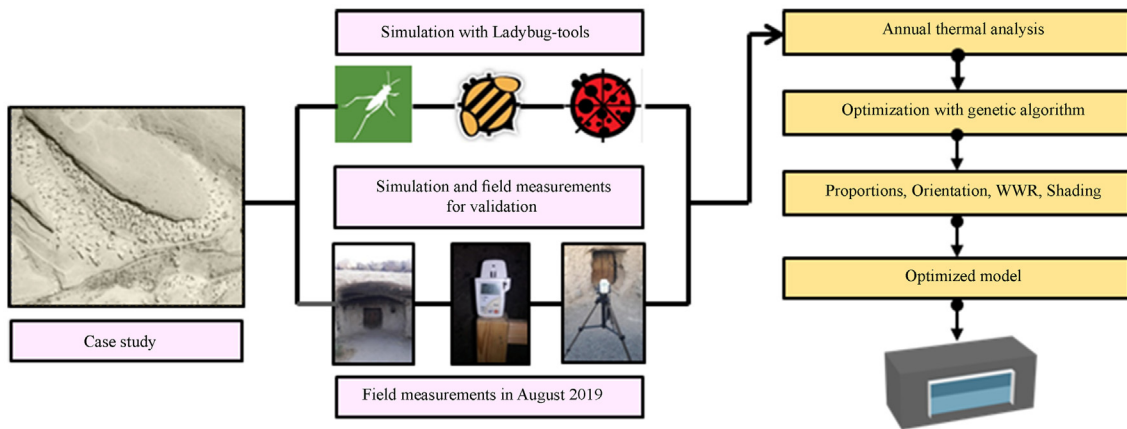 Simulation with Ladybug-tools
Simulation and field measurements
for validation
Case study
Field measurements in August 2019
Annual thermal analysis
Optimization with genetic algorithm
Proportions, Orientation, WWR, Shading
Optimized model